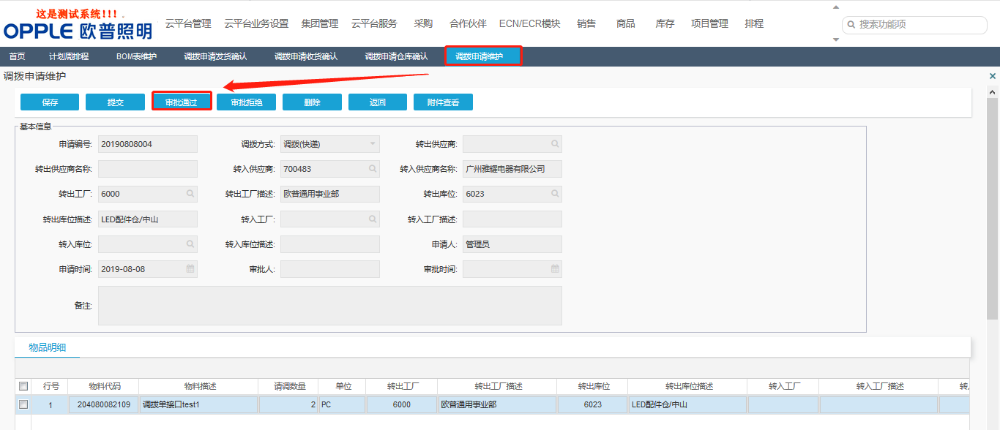 这是测试系统!!!.
OPPLE 欧普照明
云平台管理 云平台业务设置 集团管理 云平台服务 采购 合作伙伴 ECN/ECR模块 销售 商品 库存 项目管理 排程 搜索功能项
首页 计划周排程 BOM表维护 调拨申请发货确认 调拨申请收货确认 调拨申请仓库确认 调拨申请维护
调拨申请维护
保存 提交 审批通过 审批拒绝 删除 返回 附件查看
基本信息
申请编号: 20190808004 调拨方式: 调拨(快递) 转出供应商:
转出供应商名称: 转入供应商: 700483 转入供应商名称: 广州雅耀电器有限公司
转出工厂: 6000 转出工厂描述: 欧普通用事业部 转出库位: 6023
转出库位描述: LED配件仓/中山 转入工厂: 转入工厂描述:
转入库位: 转入库位描述: 申请人: 管理员
申请时间: 2019-08-08 审批人: 审批时间:
备注:
物品明细
行号 物料代码 物料描述 请调数量 单位 转出工厂 转出工厂描述 转出库位 转出库位描述 转入工厂 转入工厂描述 转
1 204080082109 调拨单接口test1 2 PC 6000 欧普通用事业部 6023 LED配件仓/中山